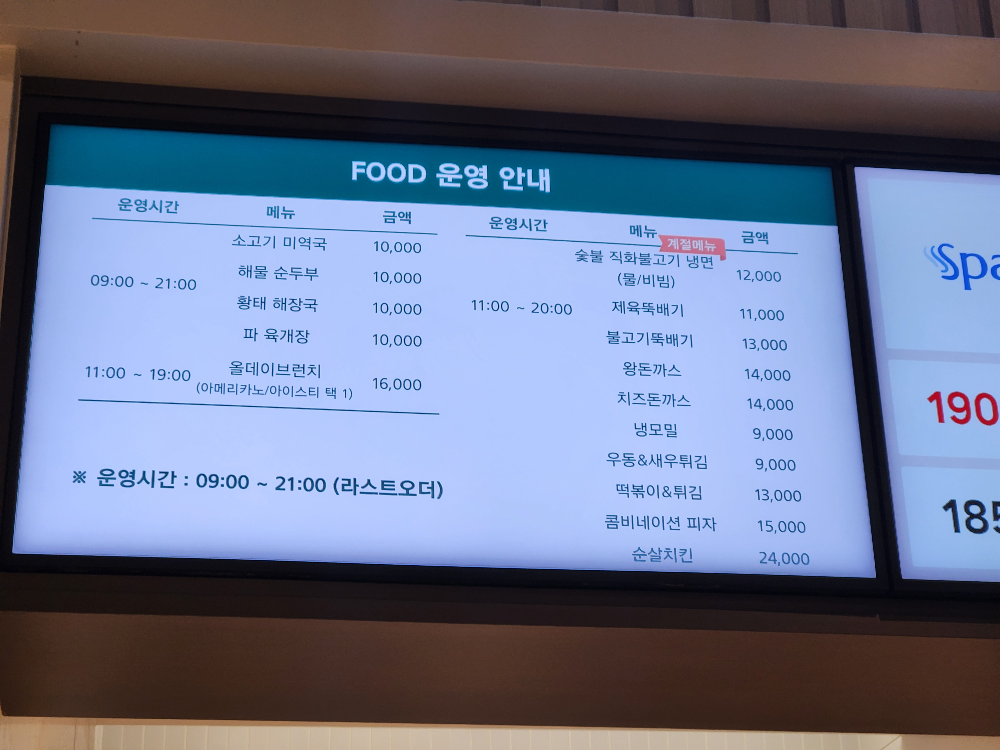 FOOD 운영 안내
운영시간 메뉴 금액
소고기 미역국 10,000
해물 순두부 10,000
09:00 ~ 21:00
황태 해장국 10,000
파 육개장 10,000
11:00 ~ 19:00 올데이브런치 16,000
(아메리카노/아이스티 택 1)
※ 운영시간 : 09:00 ~ 21:00 (라스트오더)
운영시간 메뉴 금액
계절메뉴
숯불 직화불고기 냉면 12,000
(물/비빔)
11:00 ~ 20:00 제육뚝배기 11,000
불고기뚝배기 13,000
왕돈까스 14,000
치즈돈까스 14,000
냉모밀 9,000
우동&새우튀김 9,000
떡볶이&튀김 13,000
콤비네이션 피자 15,000
순살치킨 24,000
Spa
190
185